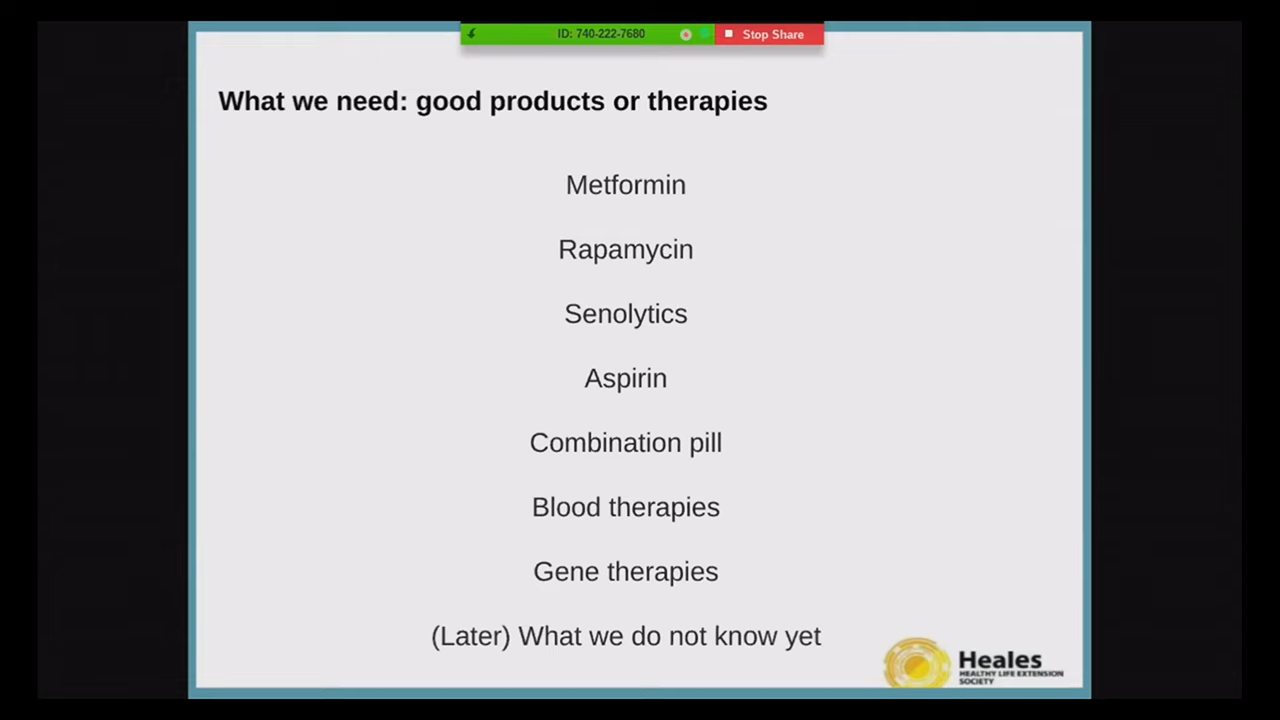 ID: 740-222-7680
Stop Share
What we need: good products or therapies
Metformin
Rapamycin
Senolytics
Aspirin
Combination pill
Blood therapies
Gene therapies
(Later) What we do not know yet
Heales
HEALTHY LIFE EXTENSION
SOCIETY